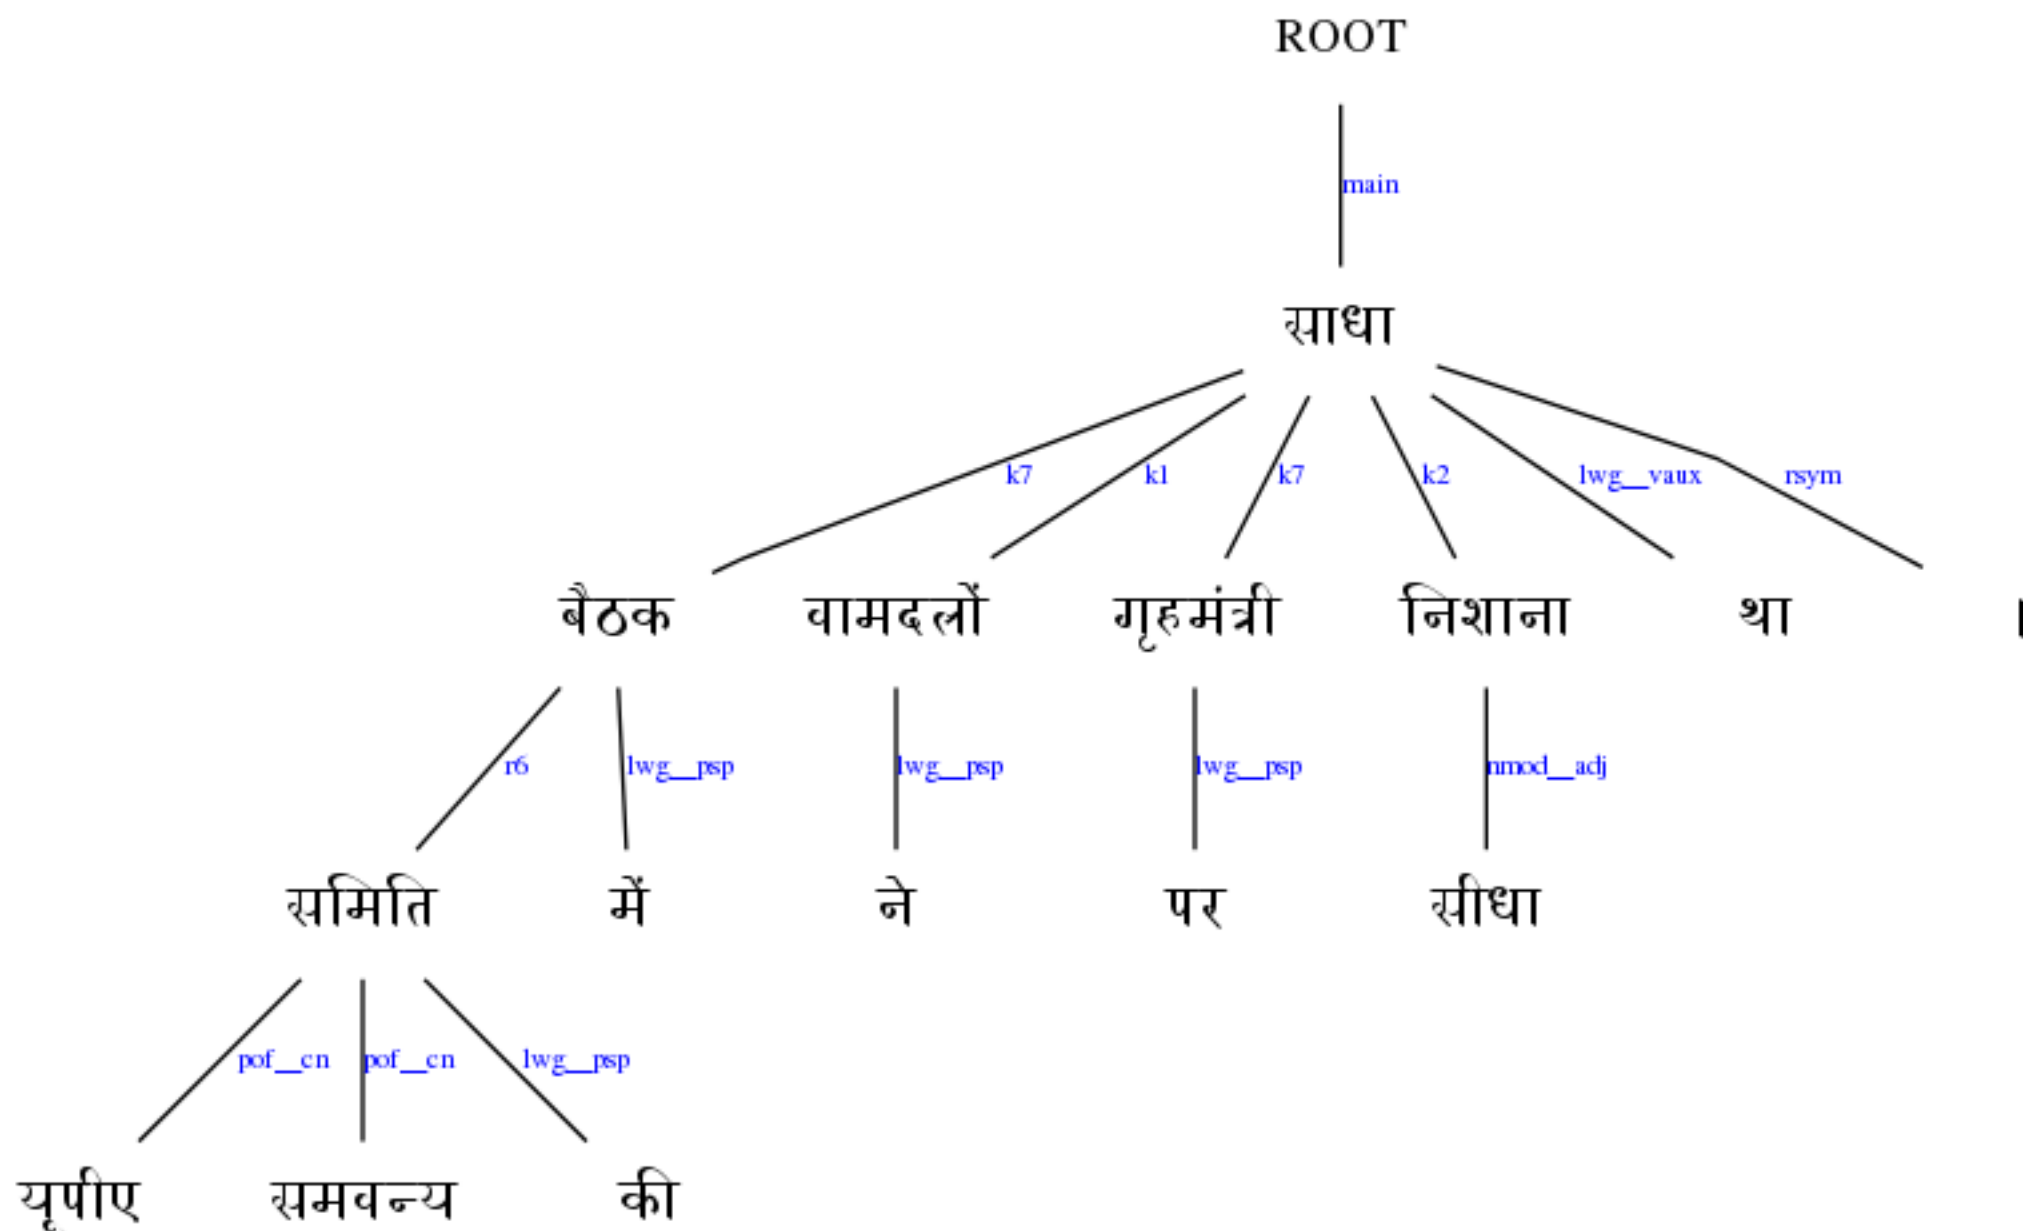 ROOT
main
साधा
k7 k1 k7 k2 lwg__vaux rsym
बैठक वामदलों गृहमंत्री निशाना था ।
r6 lwg__psp lwg__psp lwg__psp nmod__adj
समिति में ने पर सीधा
pof__cn pof__cn lwg__psp
यूपीए समवन्य की